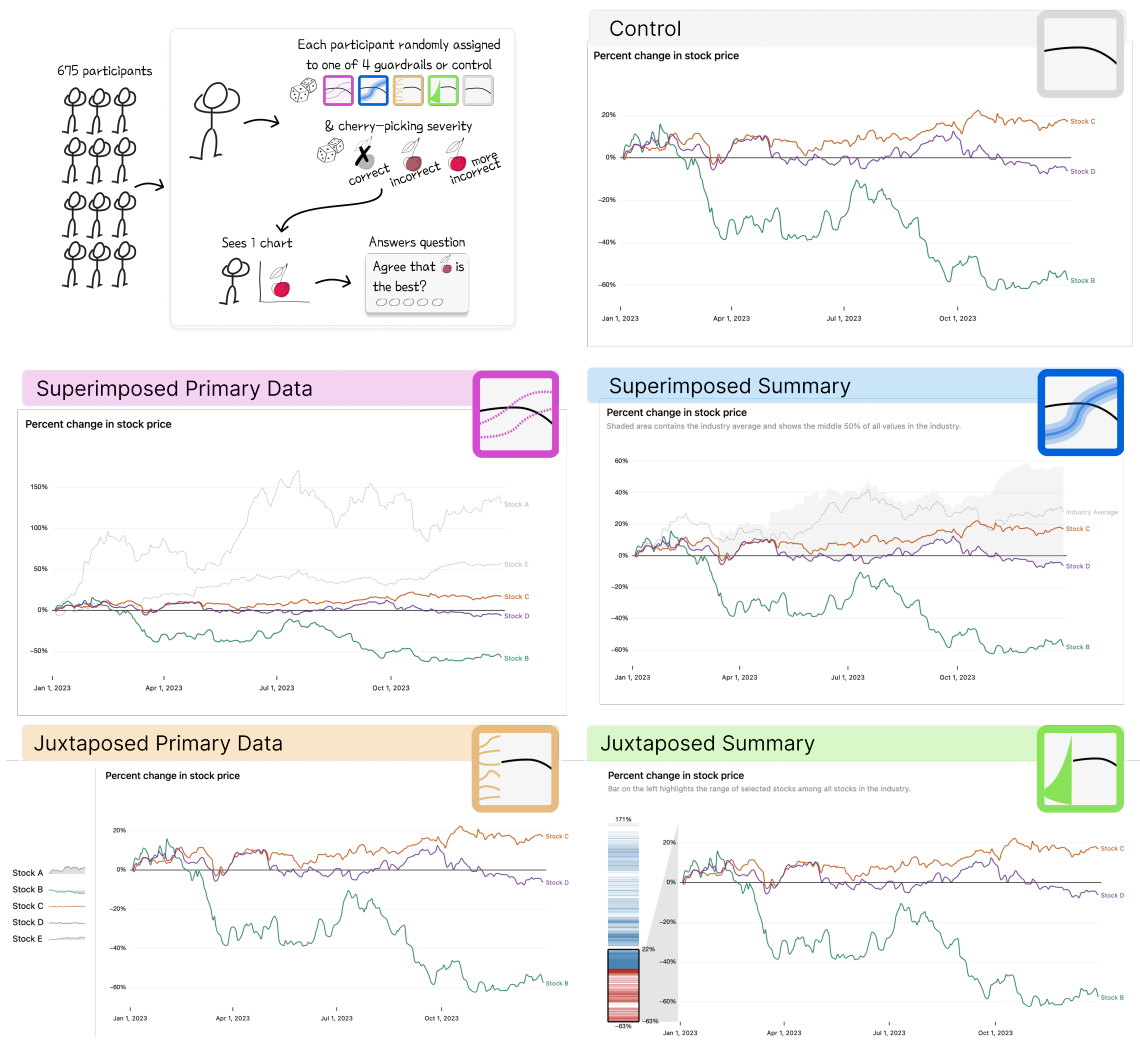 675 participants
Each participant randomly assigned
to one of 4 guardrails or control
& cherry-picking severity
correct
incorrect
more
incorrect
Sees 1 chart
Answers question
Agree that is
the best?
Control
Percent change in stock price
20%
0%
−20%
−40%
−60%
Stock C
Stock D
Stock B
Jan 1, 2023
Apr 1, 2023
Jul 1, 2023
Oct 1, 2023
Superimposed Primary Data
Percent change in stock price
150%
100%
50%
0%
−50%
Stock A
Stock E
Stock C
Stock D
Stock B
Jan 1, 2023
Apr 1, 2023
Jul 1, 2023
Oct 1, 2023
Superimposed Summary
Percent change in stock price
Shaded area contains the industry average and shows the middle 50% of all values in the industry.
60%
40%
20%
0%
−20%
−40%
−60%
Industry Average
Stock C
Stock D
Stock B
Jan 1, 2023
Apr 1, 2023
Jul 1, 2023
Oct 1, 2023
Juxtaposed Primary Data
Percent change in stock price
Stock A
Stock B
Stock C
Stock D
Stock E
20%
0%
−20%
−40%
−60%
Stock C
Stock D
Stock B
Jan 1, 2023
Apr 1, 2023
Jul 1, 2023
Oct 1, 2023
Juxtaposed Summary
Percent change in stock price
Bar on the left highlights the range of selected stocks among all stocks in the industry.
171%
22%
−63%
−63%
20%
0%
−20%
−40%
−60%
Stock C
Stock D
Stock B
Jan 1, 2023
Apr 1, 2023
Jul 1, 2023
Oct 1, 2023